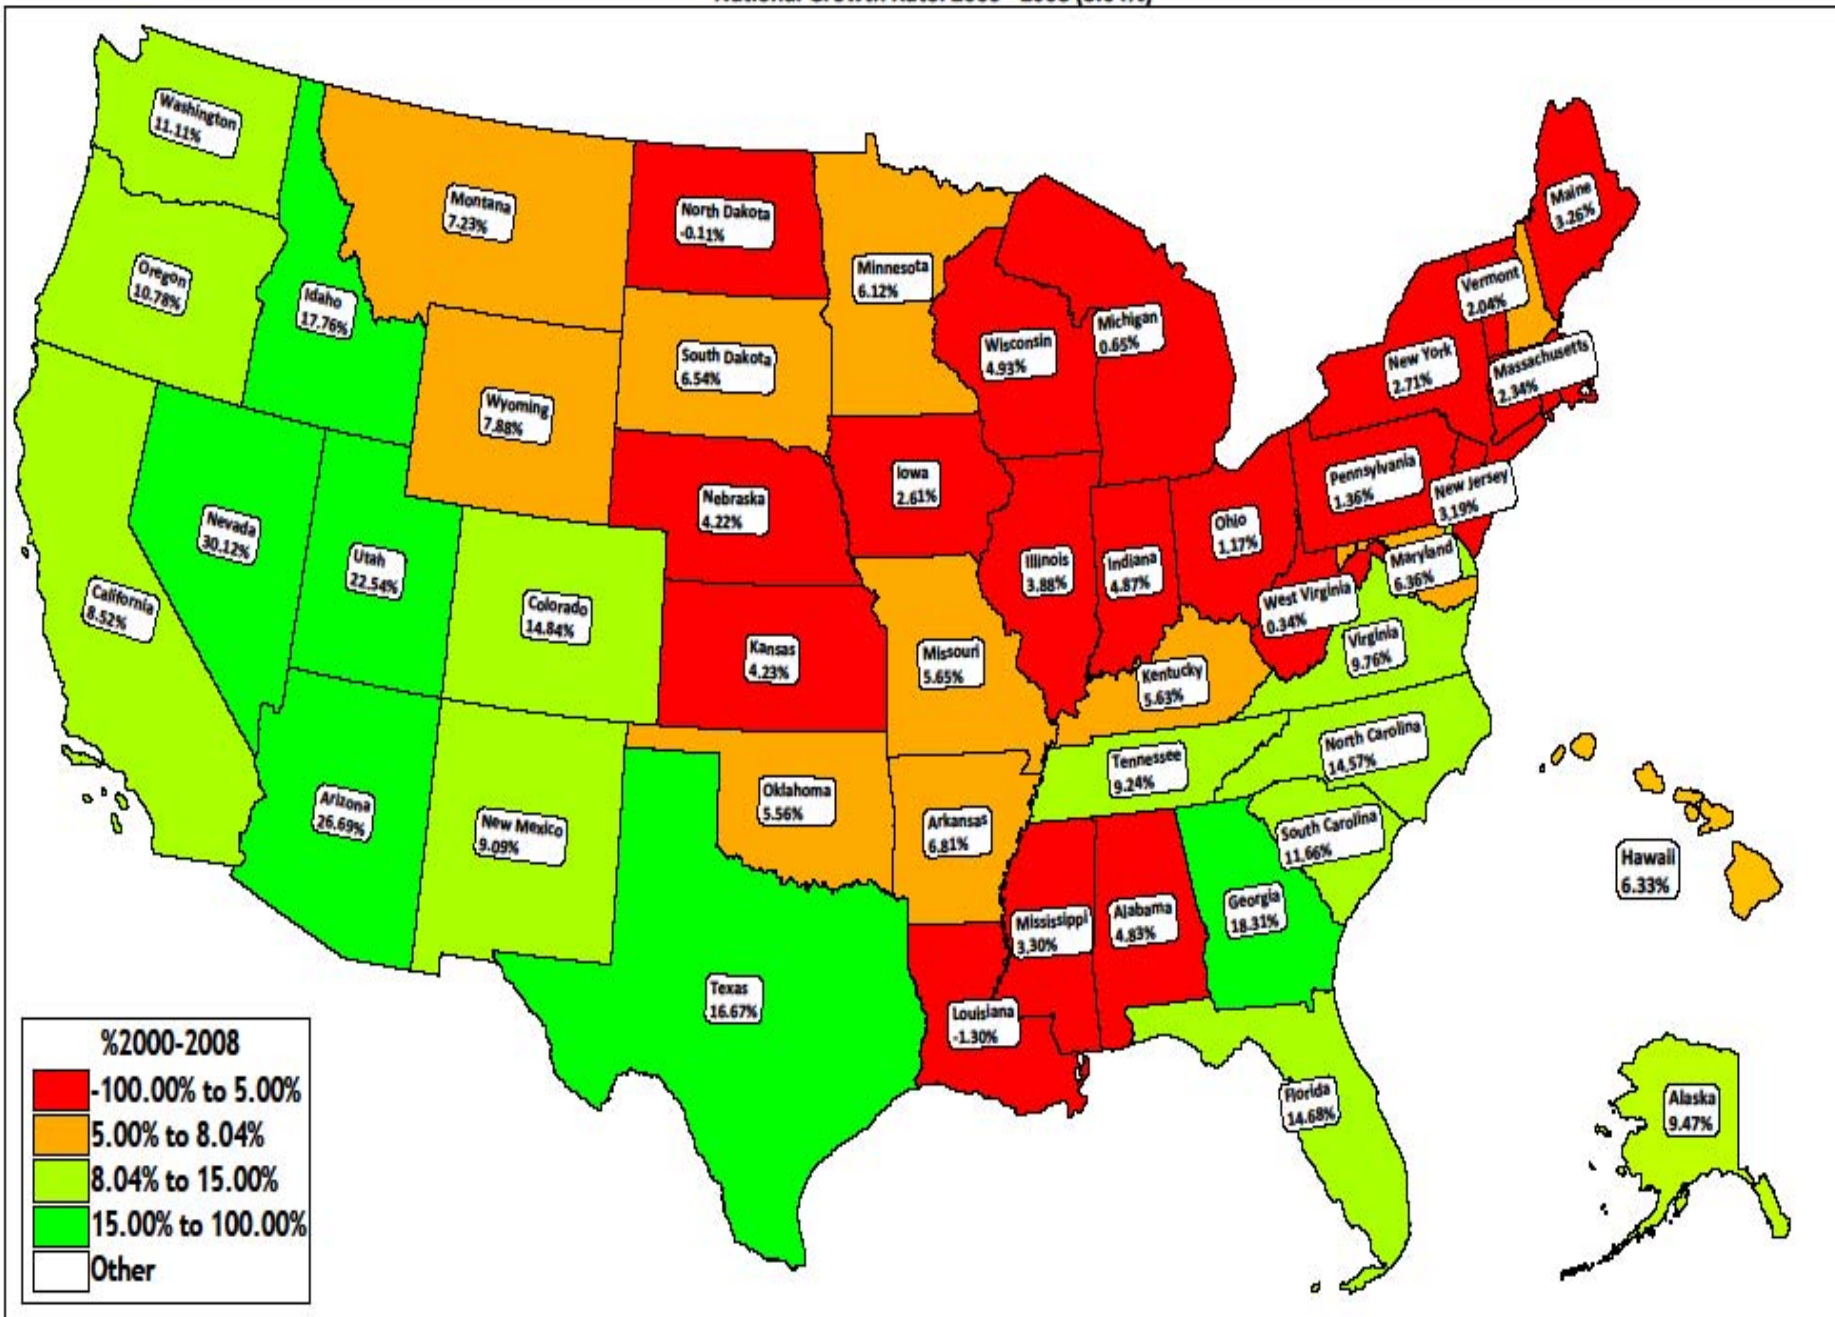 National Growth Rate: 2000 - 2008 (8.04%)
Washington
11.11%
Montana
7.23%
North Dakota
-0.11%
Minnesota
6.12%
Maine
3.26%
Vermont
2.04%
Oregon
10.78%
Idaho
17.76%
Wisconsin
4.93%
Michigan
0.65%
New York
2.71%
Massachusetts
2.34%
South Dakota
6.54%
Wyoming
7.88%
Nebraska
4.22%
Iowa
2.61%
Pennsylvania
1.36%
New Jersey
3.19%
Nevada
30.12%
Utah
22.54%
Ohio
1.17%
Illinois
3.88%
Indiana
4.87%
Maryland
6.36%
California
8.52%
Colorado
14.84%
West Virginia
0.34%
Virginia
9.76%
Kansas
4.23%
Missouri
5.65%
Kentucky
5.63%
North Carolina
14.57%
Tennessee
9.24%
Arizona
26.69%
New Mexico
9.09%
Oklahoma
5.56%
Arkansas
6.81%
South Carolina
11.66%
Hawaii
6.33%
Mississippi
3.30%
Alabama
4.83%
Georgia
18.31%
Texas
16.67%
Louisiana
-1.30%
Florida
14.68%
Alaska
9.47%
%2000-2008
-100.00% to 5.00%
5.00% to 8.04%
8.04% to 15.00%
15.00% to 100.00%
Other